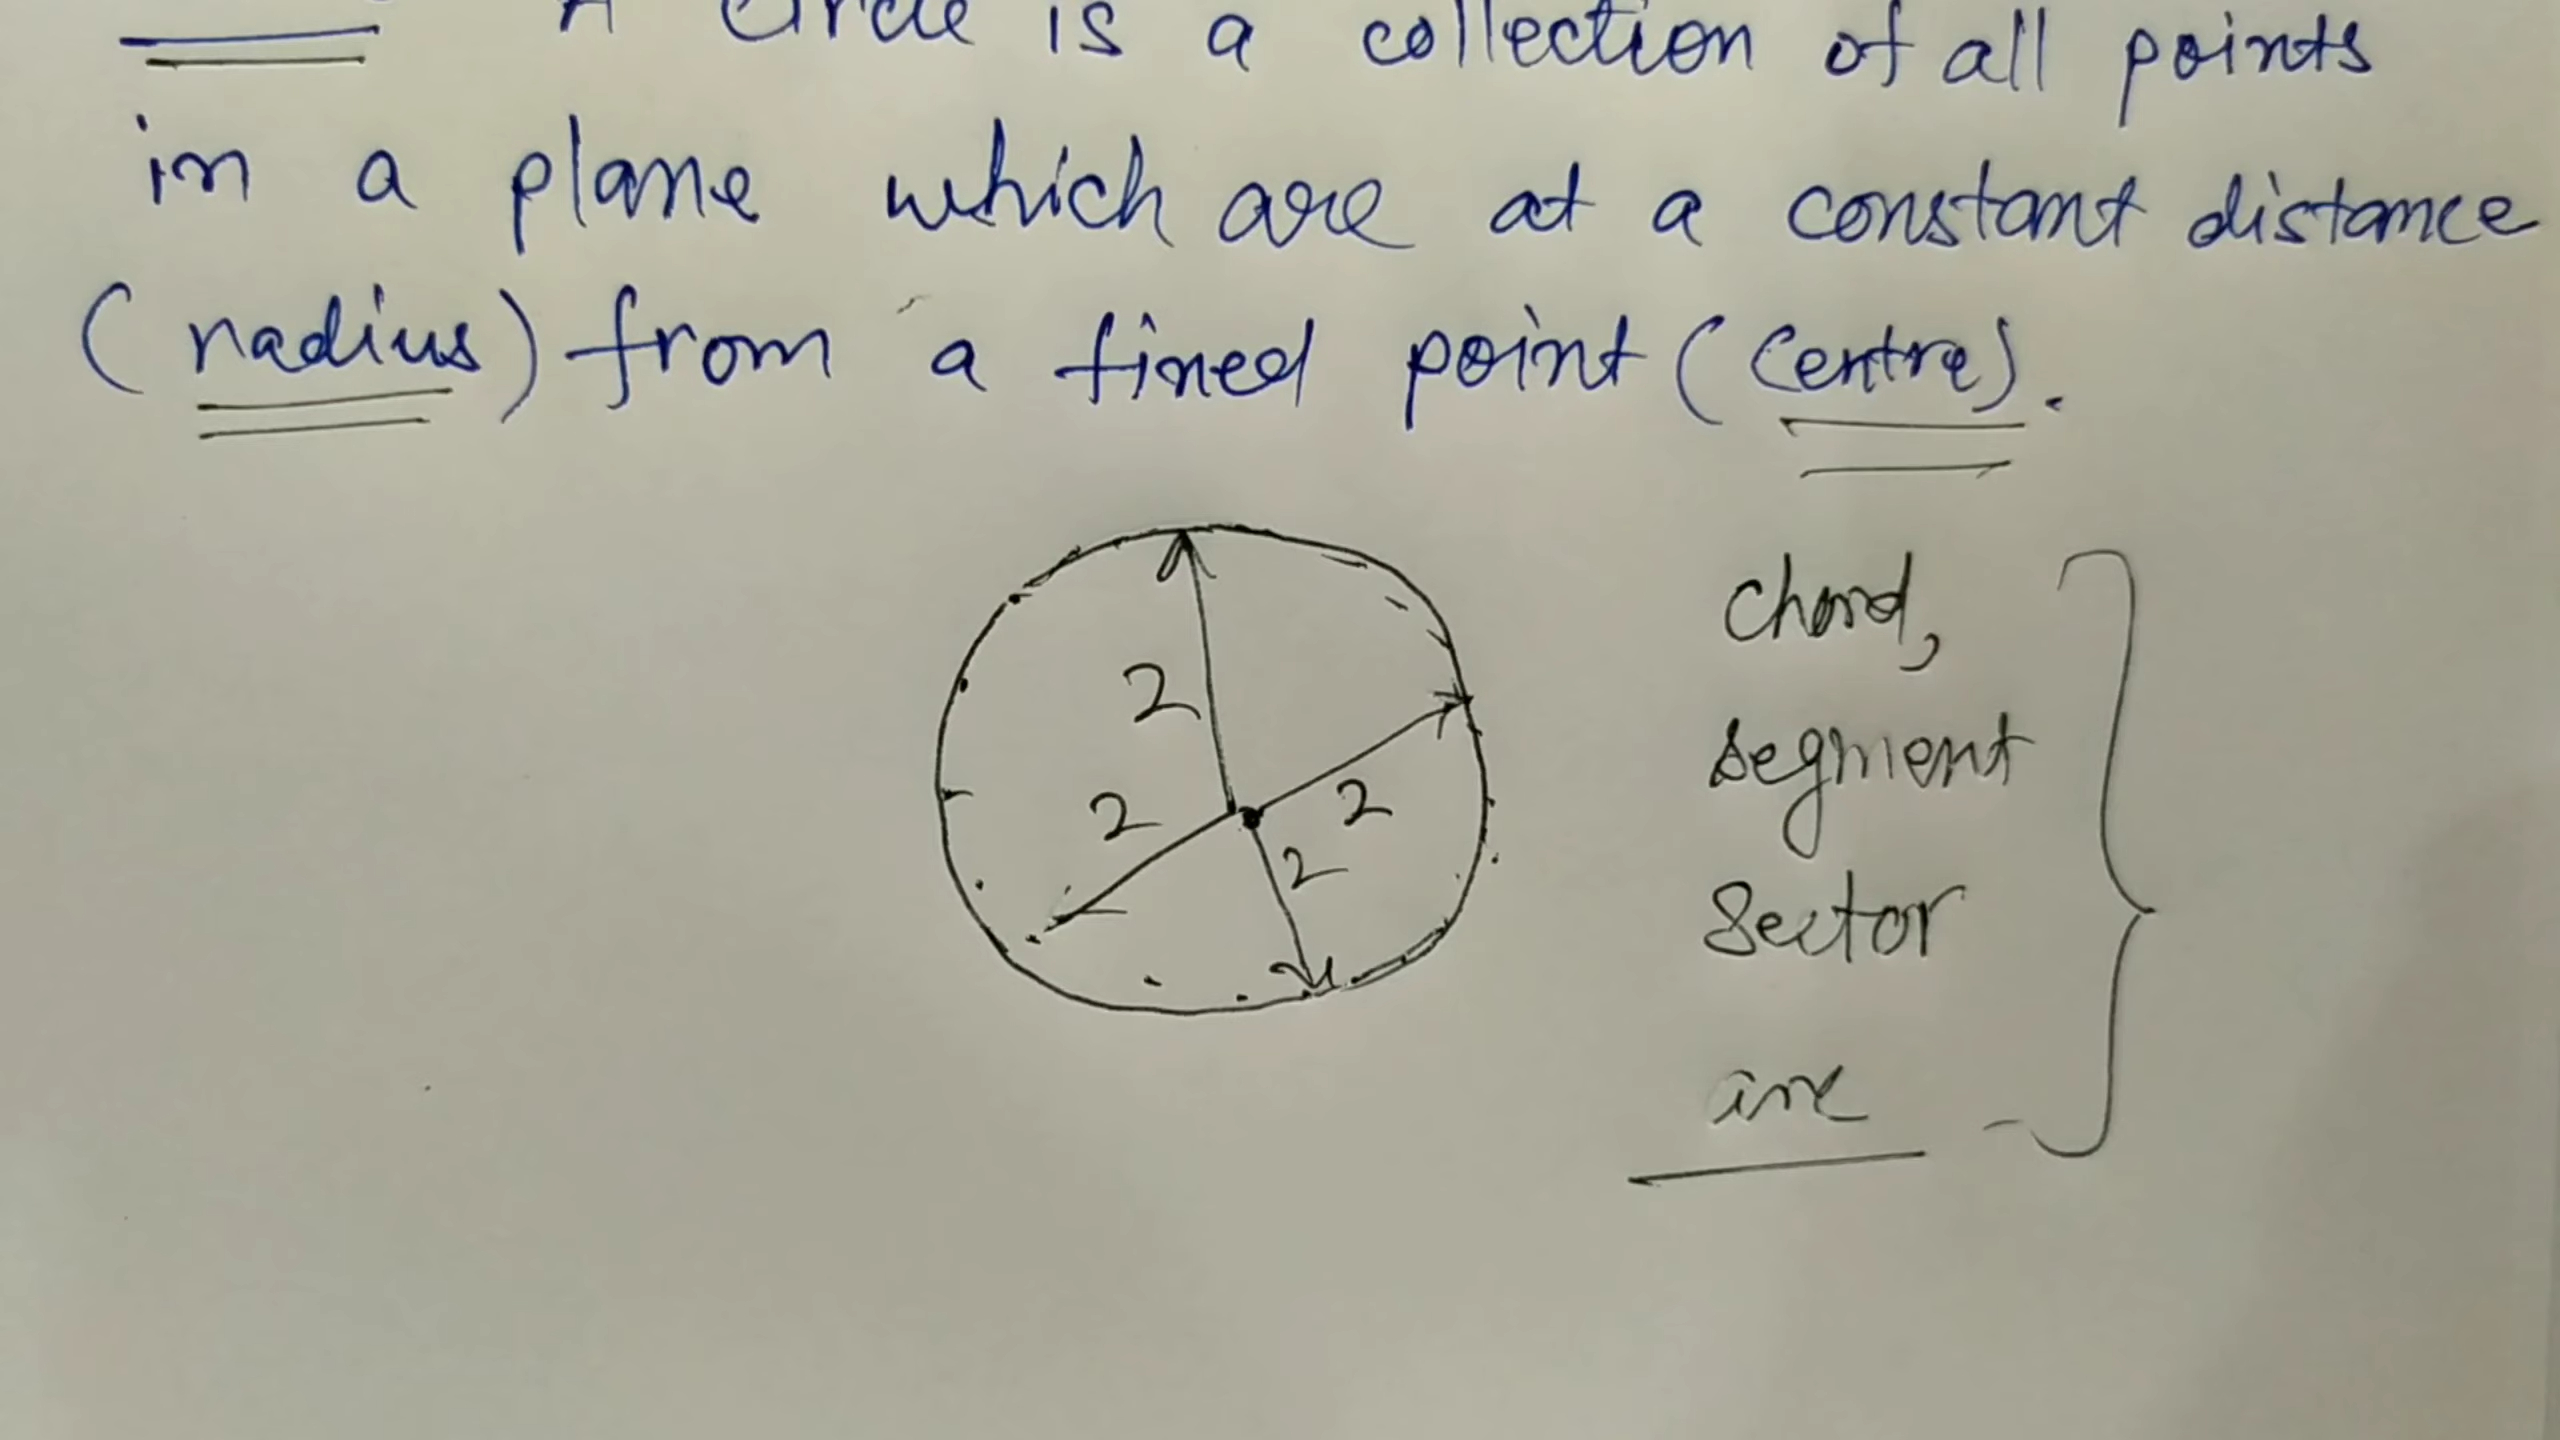 A circle is a collection of all points
in a plane which are at a constant distance
(radius) from a fixed point (Centre).
2
2
2
2
chord,
segment
Sector
arc